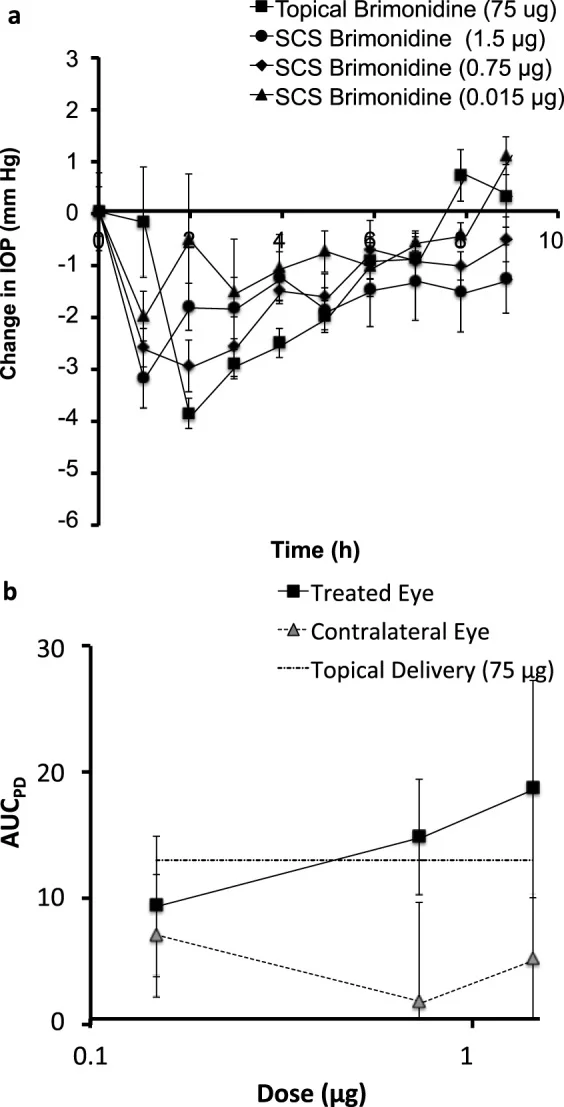 a
Topical Brimonidine (75 ug)
SCS Brimonidine (1.5 µg)
SCS Brimonidine (0.75 µg)
SCS Brimonidine (0.015 µg)
3
2
1
0
-1
-2
-3
-4
-5
-6
0 2 4 6 8 10
Change in IOP (mm Hg)
Time (h)
b
Treated Eye
Contralateral Eye
Topical Delivery (75 µg)
30
20
10
0
0.1 1
AUCPD
Dose (µg)